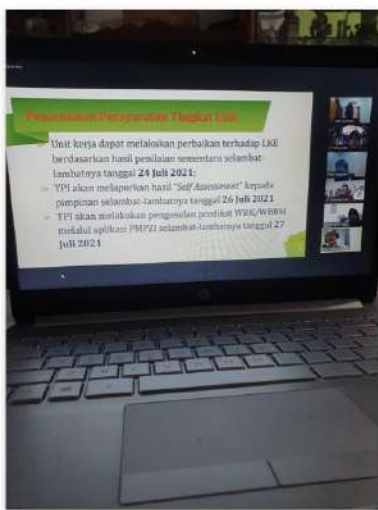 Pemenuhan Persyaratan Tingkat Unit
Unit kerja dapat melakukan perbaikan terhadap LKE
berdasarkan hasil penilaian sementara selambat-
lambatnya tanggal 24 Juli 2021;
TPI akan melaporkan hasil "Self Assessment" kepada
pimpinan selambat-lambatnya tanggal 26 Juli 2021
TPI akan melakukan pengusulan predikat WBK/WBBM
melalui aplikasi PMPZI selambat-lambatnya tanggal 27
Juli 2021
hp